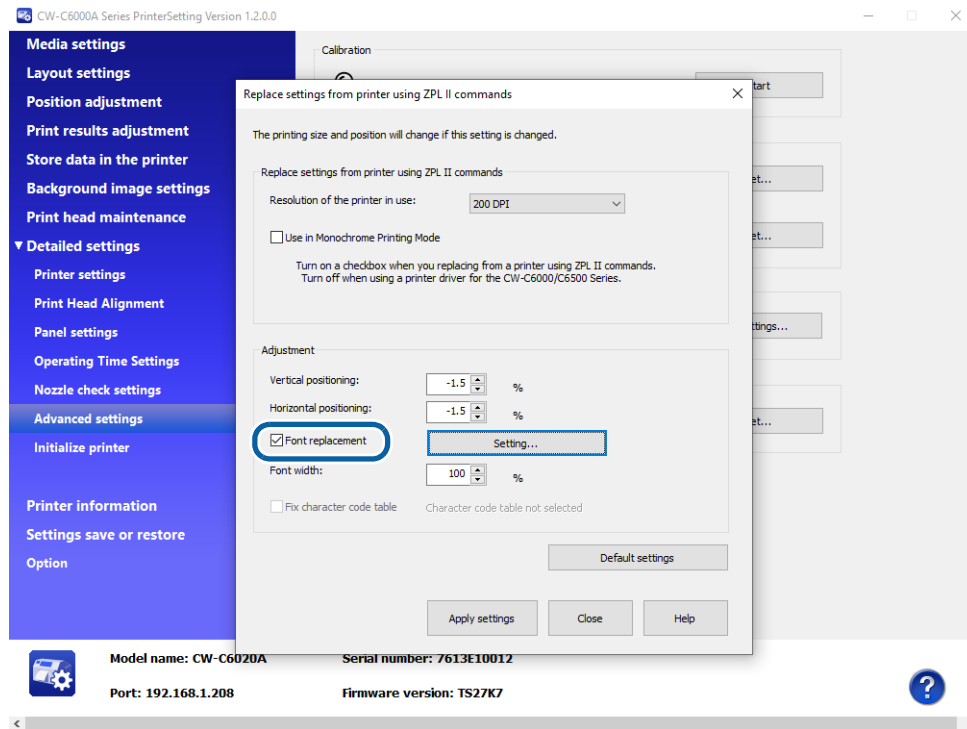 CW-C6000A Series PrinterSetting Version 1.2.0.0
Media settings
Layout settings
Position adjustment
Print results adjustment
Store data in the printer
Background image settings
Print head maintenance
Detailed settings
Printer settings
Print Head Alignment
Panel settings
Operating Time Settings
Nozzle check settings
Advanced settings
Initialize printer
Printer information
Settings save or restore
Option
Calibration
tart
et...
et...
ttings...
et...
Replace settings from printer using ZPL II commands
The printing size and position will change if this setting is changed.
Replace settings from printer using ZPL II commands
Resolution of the printer in use: 200 DPI
Use in Monochrome Printing Mode
Turn on a checkbox when you replacing from a printer using ZPL II commands.
Turn off when using a printer driver for the CW-C6000/C6500 Series.
Adjustment
Vertical positioning: -1.5 %
Horizontal positioning: -1.5 %
Font replacement Setting...
Font width: 100 %
Fix character code table Character code table not selected
Default settings
Apply settings Close Help
Model name: CW-C6020A Serial number: 7613E10012
Port: 192.168.1.208 Firmware version: TS27K7
?